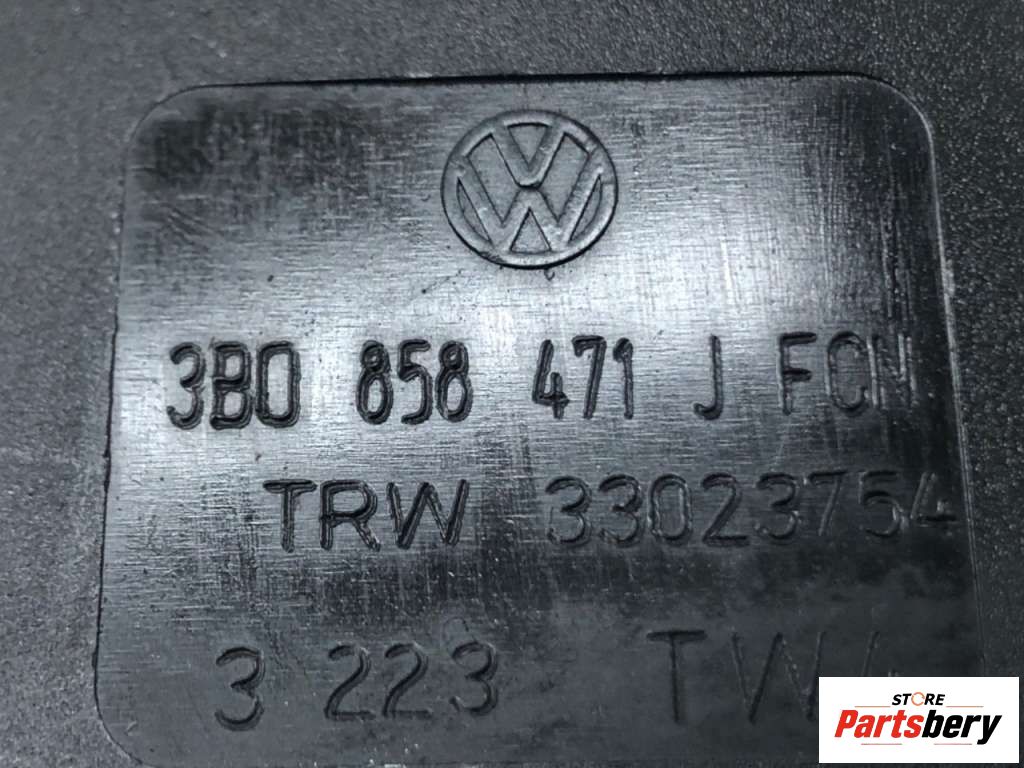 3B0 858 471 J FCN
TRW 33023754
3 223
STORE
Partsbery